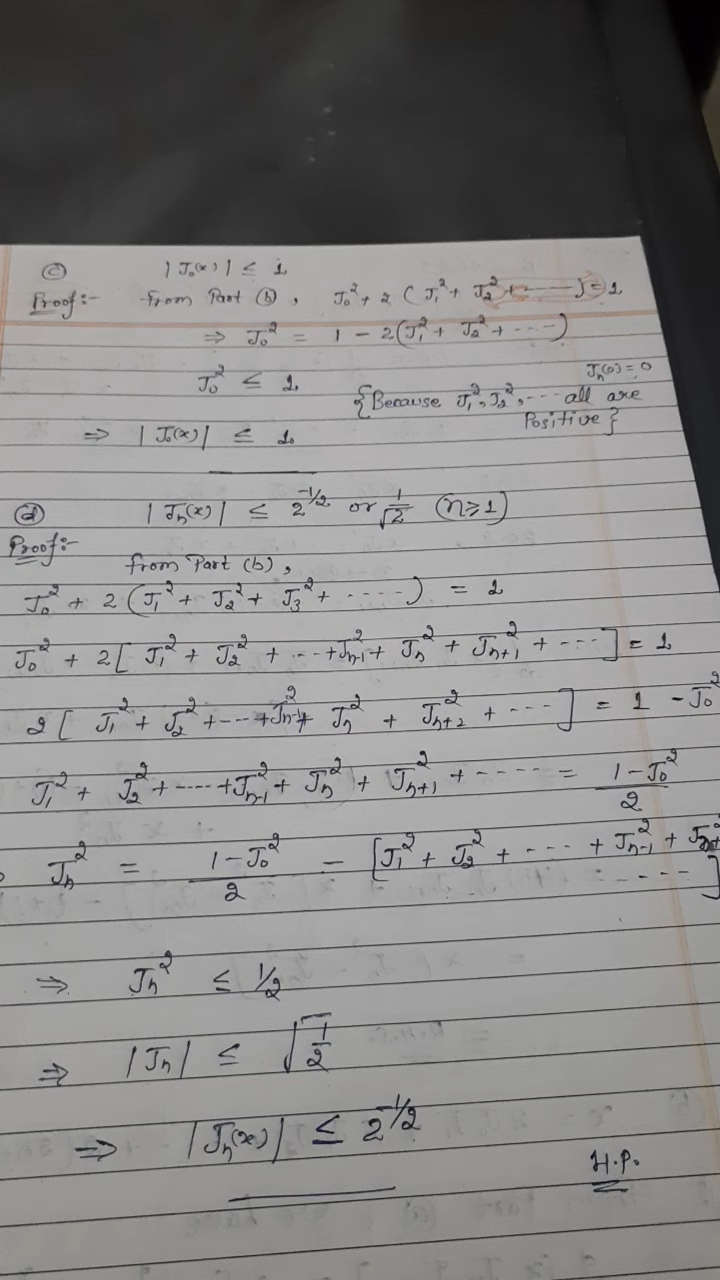 (c) |J₀(x)| ≤ 1
Proof:- from Part (b), J₀² + 2 (J₁² + J₂² + ------) = 1
⇒ J₀² = 1 - 2(J₁² + J₂² + ----)
Jₙ(0) = 0
J₀² ≤ 1 {Because J₁², J₂², --- all are
Positive}
⇒ |J₀(x)| ≤ 1
(d) |Jₙ(x)| ≤ 2^(-1/2) or 1/√2 (n≥1)
Proof:-
from Part (b),
J₀² + 2 (J₁² + J₂² + J₃² + -----) = 1
J₀² + 2[ J₁² + J₂² + --- + Jₙ₋₁² + Jₙ² + Jₙ₊₁² + ---] = 1
2[ J₁² + J₂² + --- + Jₙ₋₁² + Jₙ² + Jₙ₊₂² + ---] = 1 - J₀²
J₁² + J₂² + ---- + Jₙ₋₁² + Jₙ² + Jₙ₊₁² + ----- = (1-J₀²)/2
Jₙ² = (1-J₀²)/2 - [J₁² + J₂² + --- + Jₙ₋₁² +
----]
⇒ Jₙ² ≤ 1/2
⇒ |Jₙ| ≤ √(1/2)
⇒ |Jₙ(x)| ≤ 2^(-1/2)
H.P.